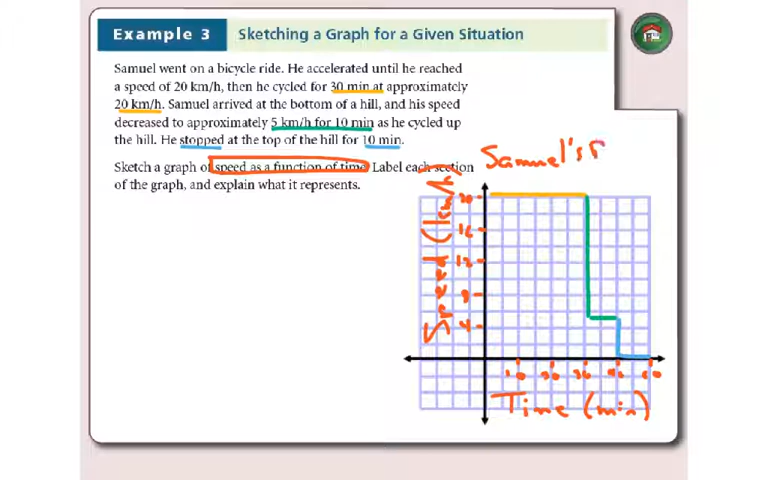 Example 3 Sketching a Graph for a Given Situation
Samuel went on a bicycle ride. He accelerated until he reached
a speed of 20 km/h, then he cycled for 30 min at approximately
20 km/h. Samuel arrived at the bottom of a hill, and his speed
decreased to approximately 5 km/h for 10 min as he cycled up
the hill. He stopped at the top of the hill for 10 min.
Sketch a graph of speed as a function of time. Label each section
of the graph, and explain what it represents.
Samuel's
Speed (km/h)
20
16
12
8
4
10 20 30 40 50
Time (min)